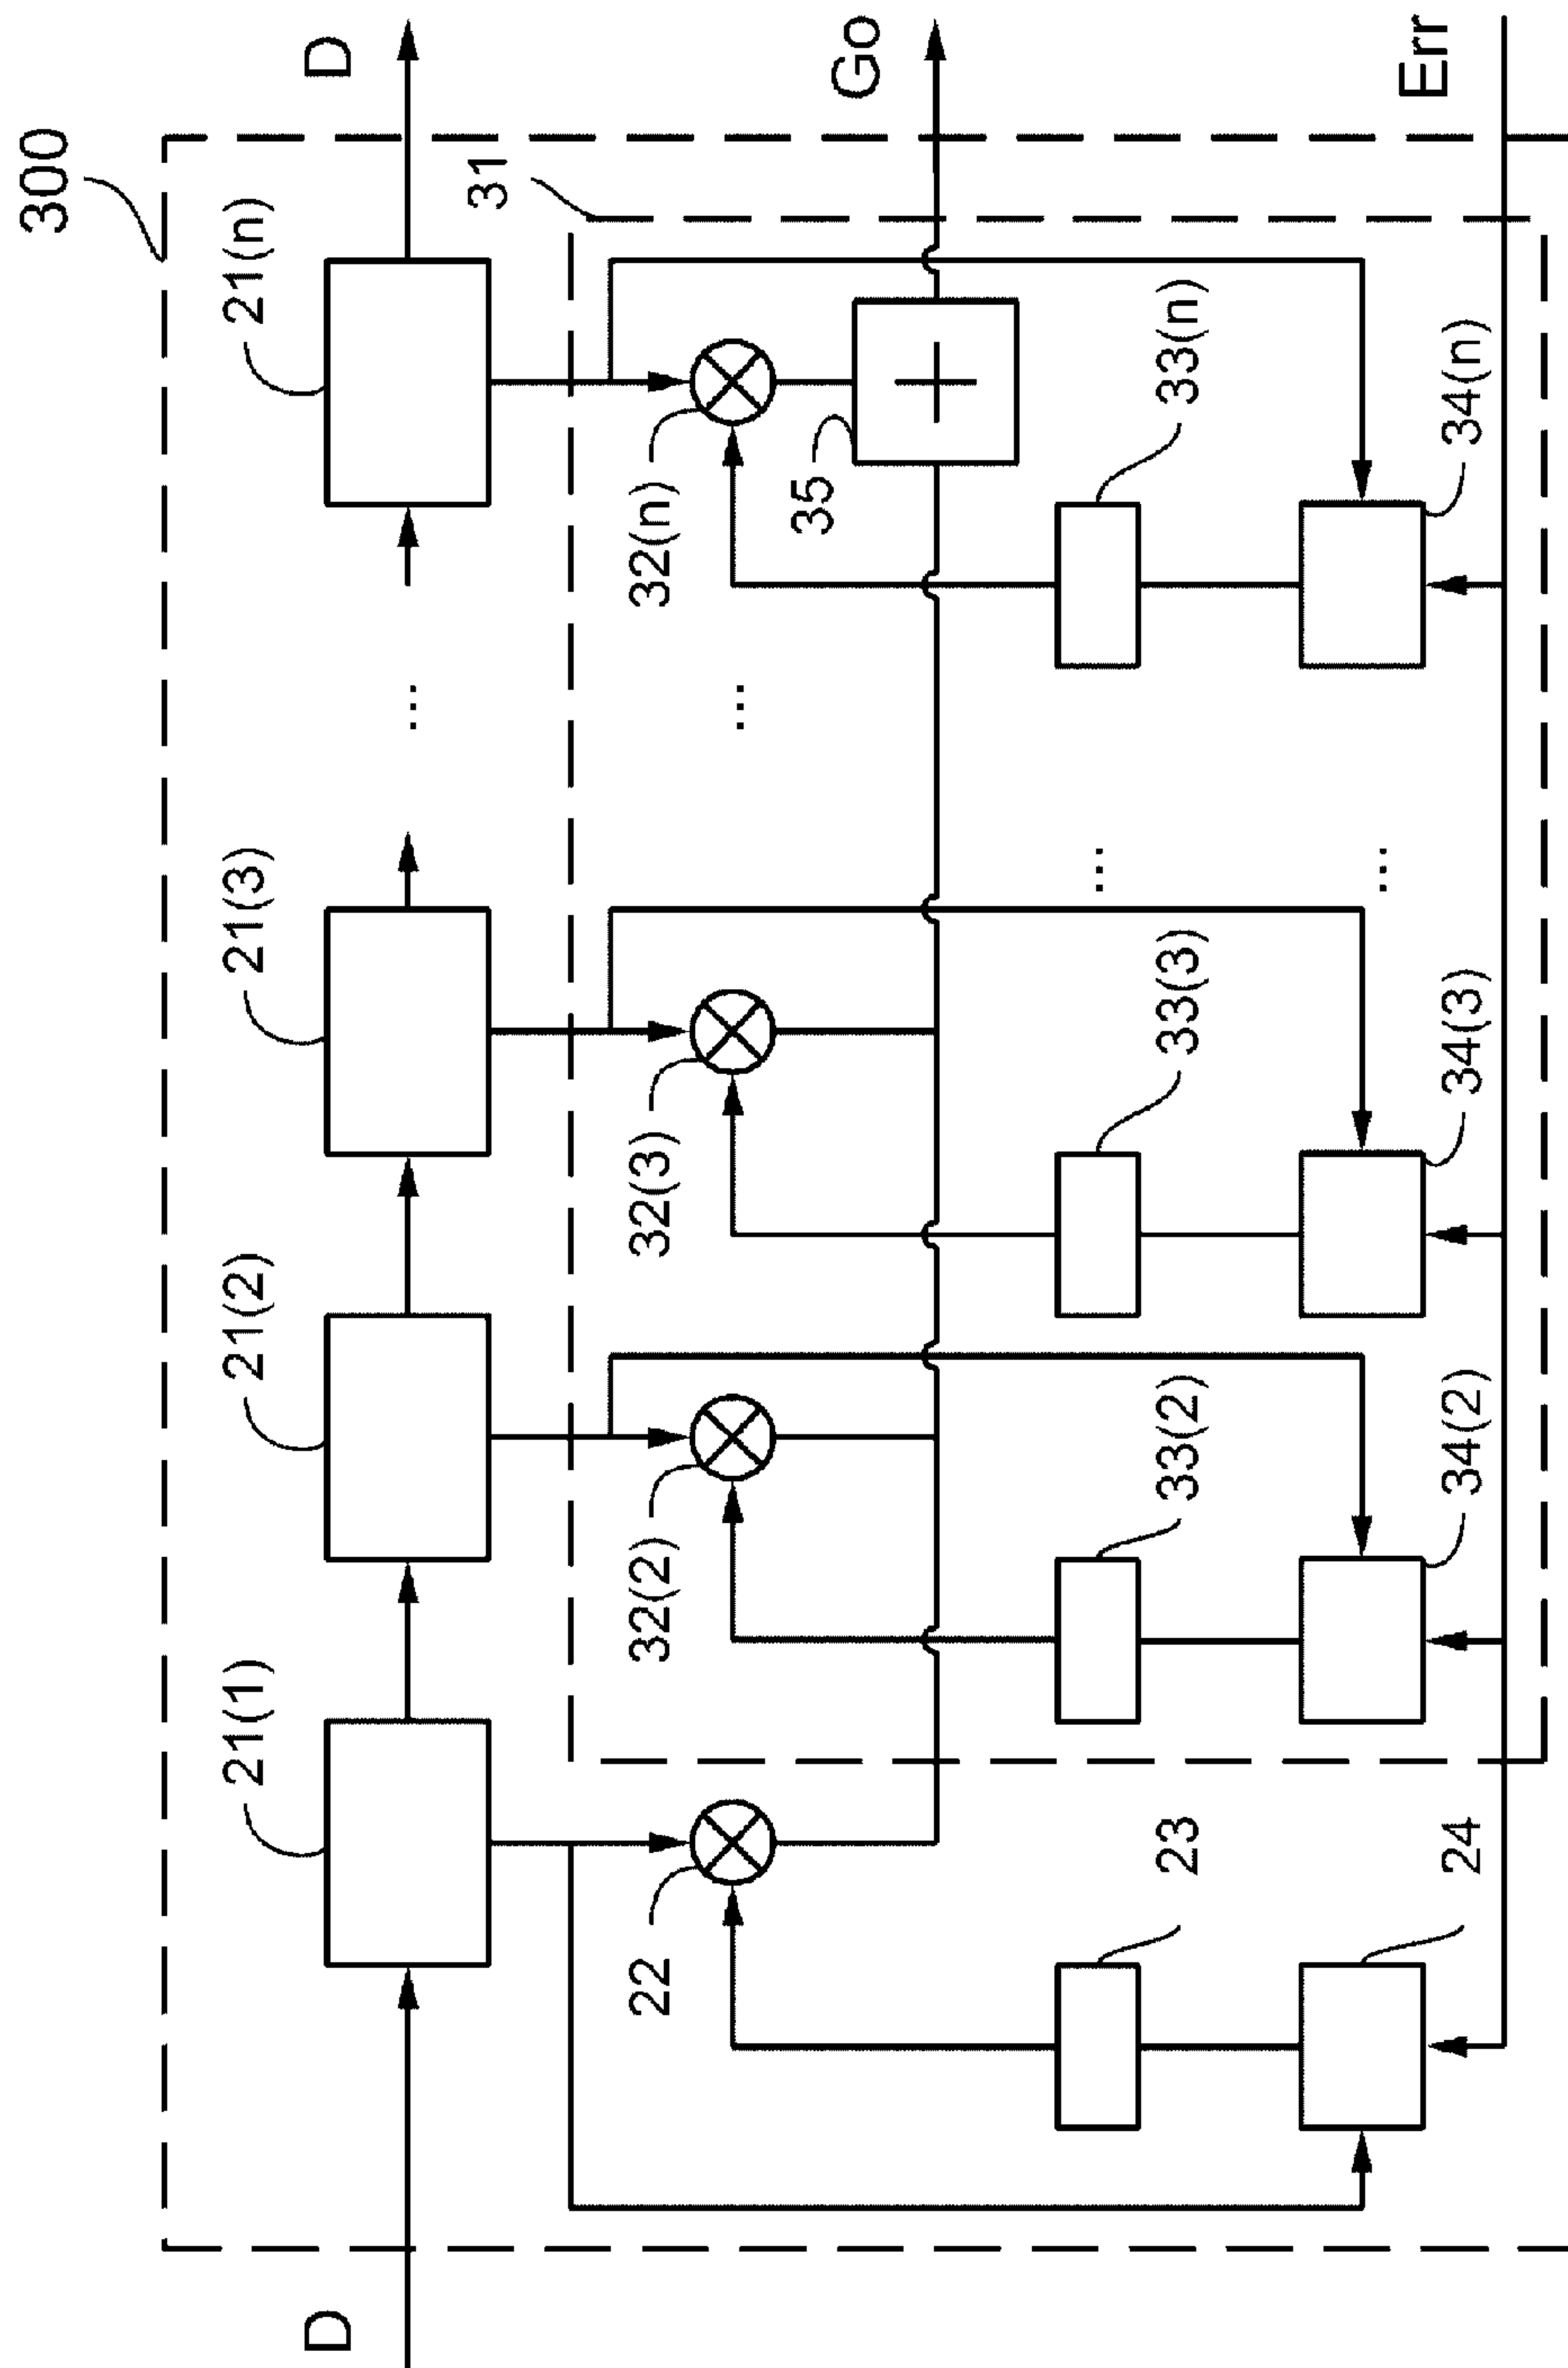 300
21(1)
21(2)
21(3)
...
21(n)
D
D
31
22
32(2)
32(3)
...
32(n)
35
Go
23
33(2)
33(3)
...
33(n)
24
34(2)
34(3)
...
34(n)
Err